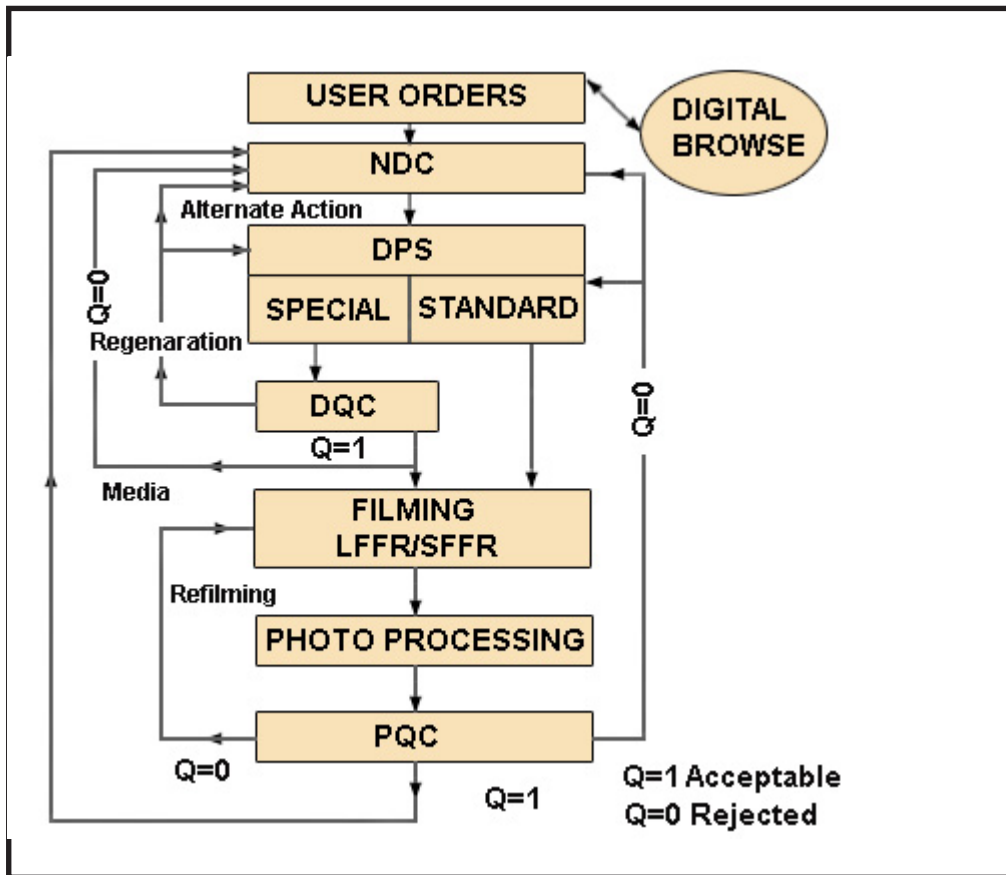 USER ORDERS
DIGITAL
BROWSE
NDC
Alternate Action
DPS
SPECIAL
STANDARD
Q=0
Regenaration
DQC
Q=0
Q=1
Media
FILMING
LFFR/SFFR
Refilming
PHOTO PROCESSING
PQC
Q=0
Q=1
Q=1 Acceptable
Q=0 Rejected